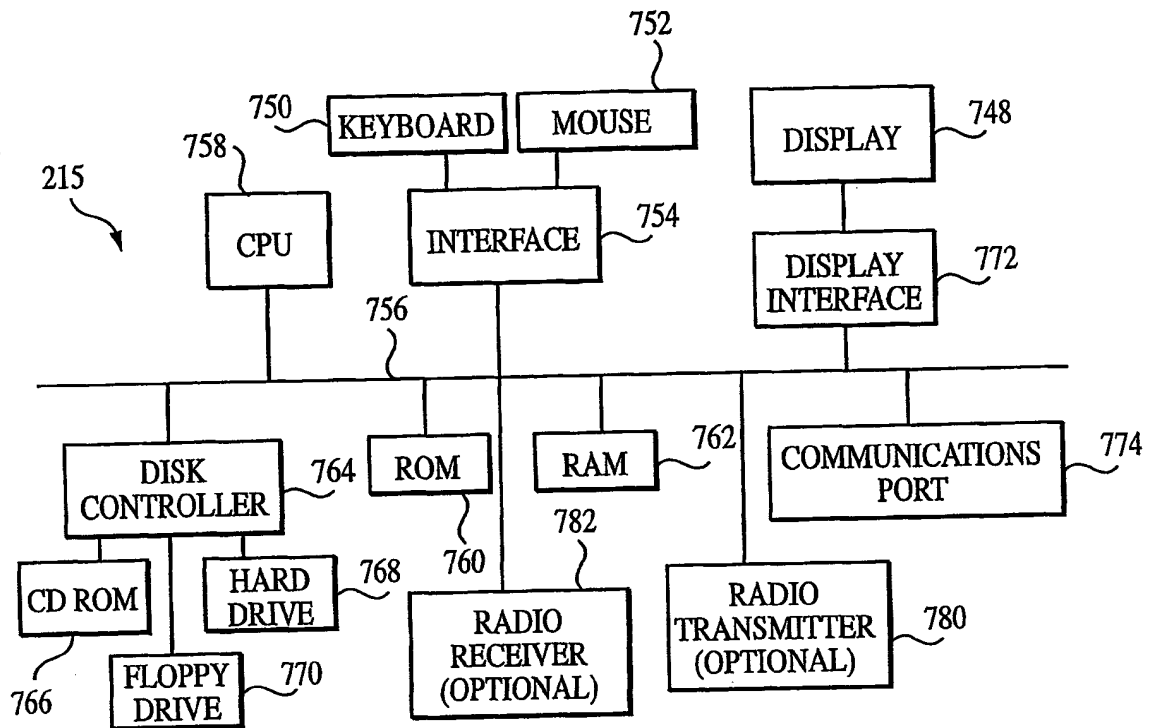 752
750
KEYBOARD
MOUSE
748
DISPLAY
758
215
CPU
INTERFACE
754
DISPLAY
INTERFACE
772
756
DISK
CONTROLLER
764
ROM
760
RAM
762
COMMUNICATIONS
PORT
774
782
CD ROM
766
HARD
DRIVE
768
FLOPPY
DRIVE
770
RADIO
RECEIVER
(OPTIONAL)
RADIO
TRANSMITTER
(OPTIONAL)
780